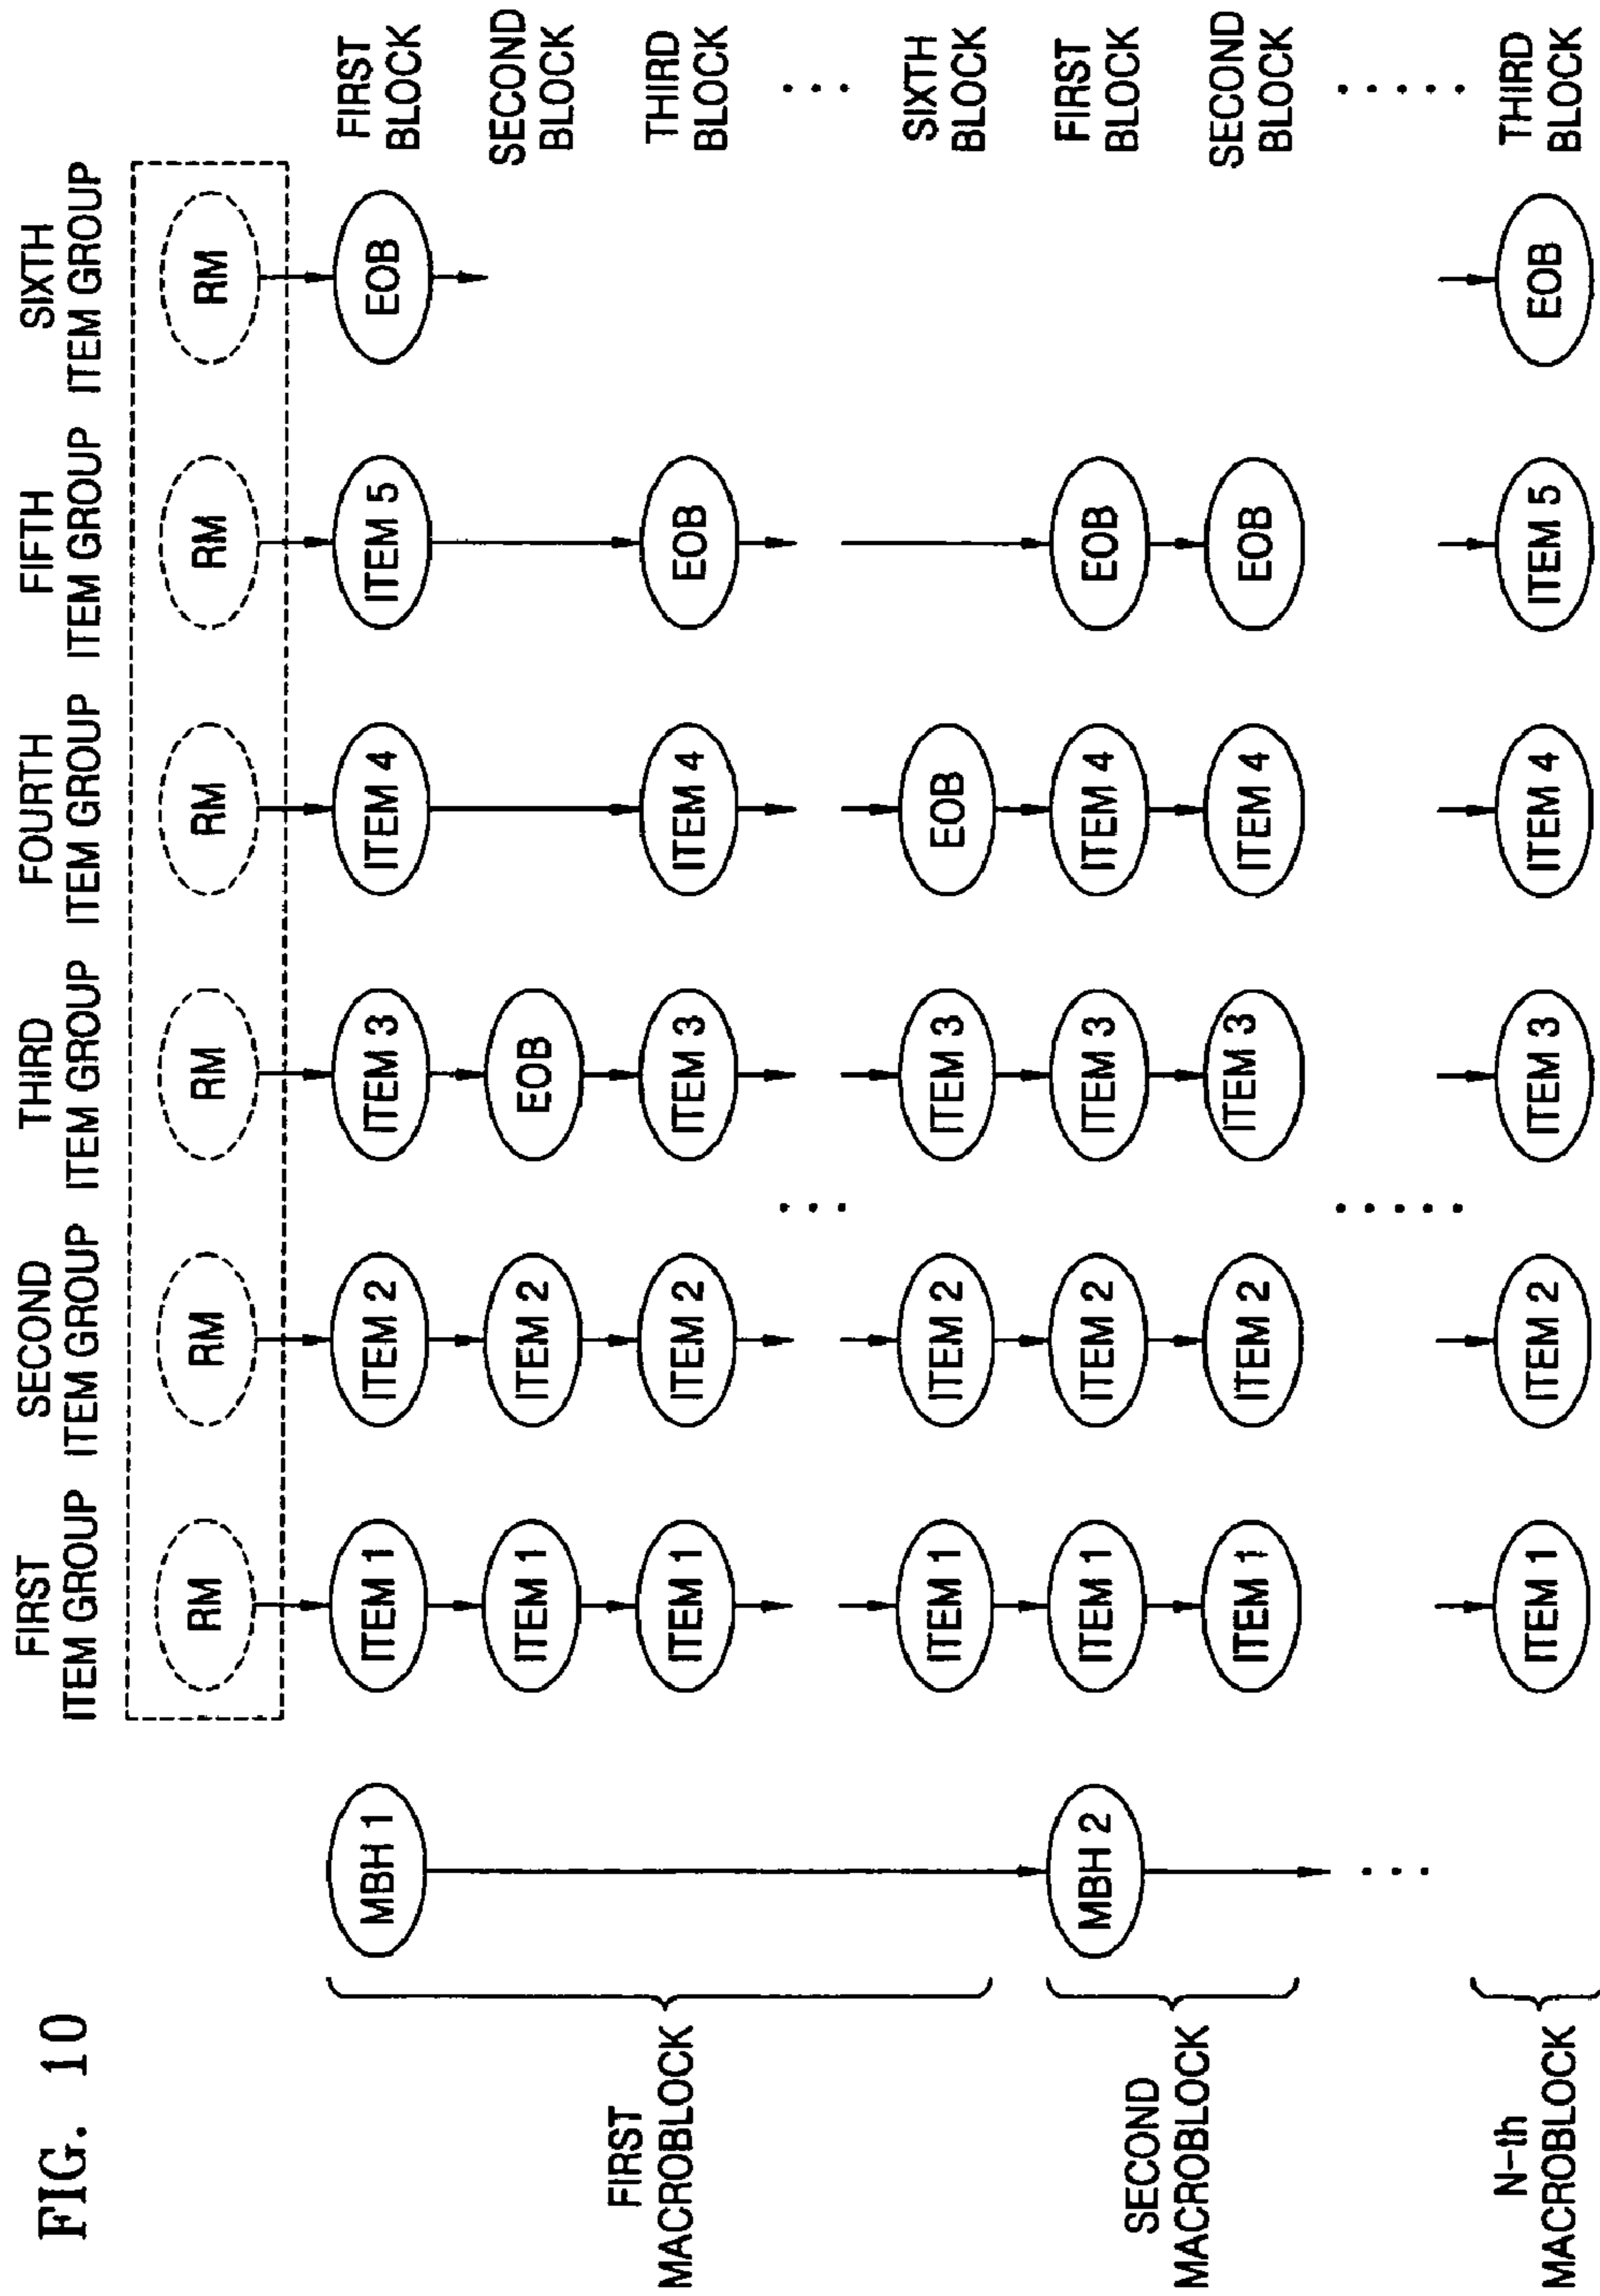 FIG. 10
FIRST
ITEM GROUP
SECOND
ITEM GROUP
THIRD
ITEM GROUP
FOURTH
ITEM GROUP
FIFTH
ITEM GROUP
SIXTH
ITEM GROUP
RM
RM
RM
RM
RM
RM
FIRST
MACROBLOCK
MBH 1
ITEM 1
ITEM 2
ITEM 3
ITEM 4
ITEM 5
EOB
FIRST
BLOCK
ITEM 1
ITEM 2
EOB
SECOND
BLOCK
ITEM 1
ITEM 2
ITEM 3
ITEM 4
EOB
THIRD
BLOCK
ITEM 1
ITEM 2
ITEM 3
EOB
SIXTH
BLOCK
SECOND
MACROBLOCK
MBH 2
ITEM 1
ITEM 2
ITEM 3
ITEM 4
EOB
FIRST
BLOCK
ITEM 1
ITEM 2
ITEM 3
ITEM 4
EOB
SECOND
BLOCK
N-th
MACROBLOCK
ITEM 1
ITEM 2
ITEM 3
ITEM 4
ITEM 5
EOB
THIRD
BLOCK